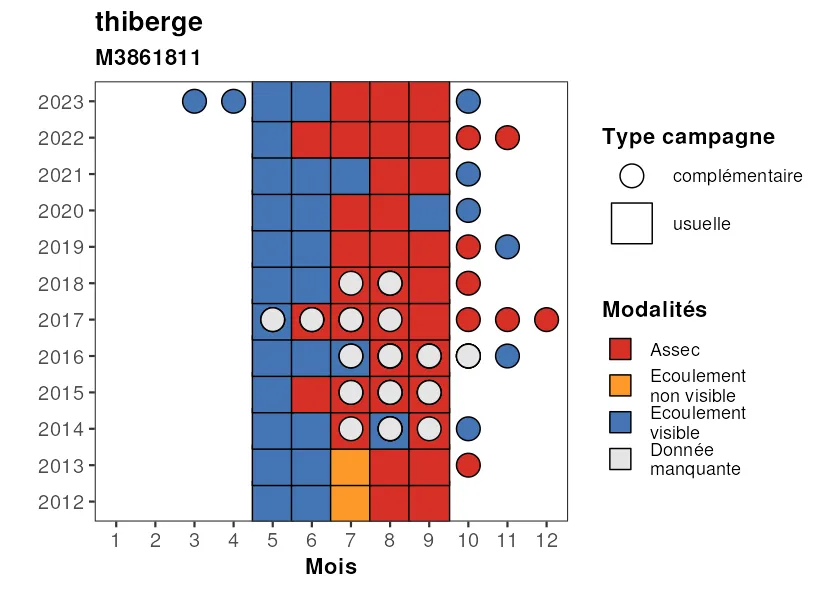 thiberge
M3861811
2023
2022
2021
2020
2019
2018
2017
2016
2015
2014
2013
2012
1 2 3 4 5 6 7 8 9 10 11 12
Mois
Type campagne
complémentaire
usuelle
Modalités
Assec
Ecoulement
non visible
Ecoulement
visible
Donnée
manquante